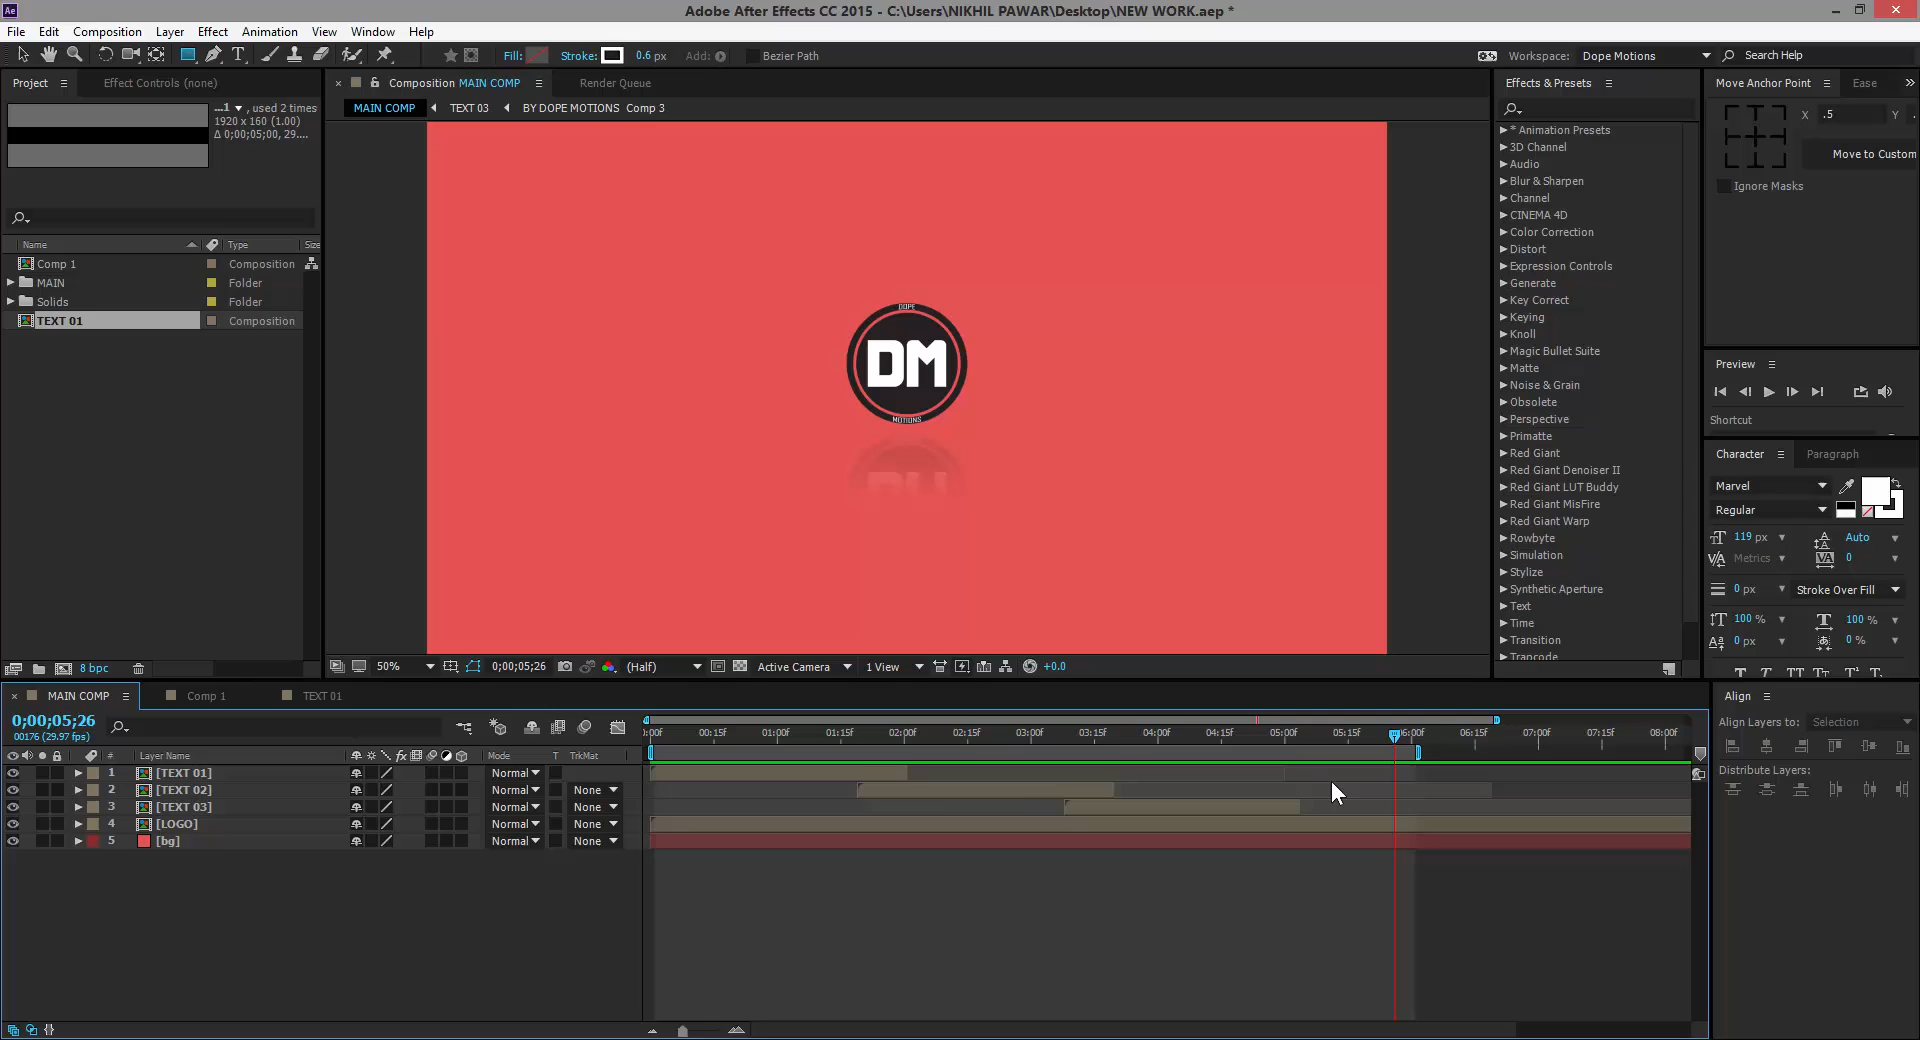 Ae
Adobe After Effects CC 2015 - C:\Users\NIKHIL PAWAR\Desktop\NEW WORK.aep *
File Edit Composition Layer Effect Animation View Window Help
Fill: Stroke: 0.6 px Add: Bezier Path
Workspace: Dope Motions Search Help
Project Effect Controls (none)
...1 , used 2 times
1920 x 160 (1.00)
Δ 0;00;05;00, 29....
Name Type Size
Comp 1 Composition
MAIN Folder
Solids Folder
TEXT 01 Composition
8 bpc
Composition MAIN COMP Render Queue
MAIN COMP TEXT 03 BY DOPE MOTIONS Comp 3
DOPE
DM
MOTIONS
50% 0;00;05;26 (Half) Active Camera 1 View +0.0
Effects & Presets
* Animation Presets
3D Channel
Audio
Blur & Sharpen
Channel
CINEMA 4D
Color Correction
Distort
Expression Controls
Generate
Key Correct
Keying
Knoll
Magic Bullet Suite
Matte
Noise & Grain
Obsolete
Perspective
Primatte
Red Giant
Red Giant Denoiser II
Red Giant LUT Buddy
Red Giant MisFire
Red Giant Warp
Rowbyte
Simulation
Stylize
Synthetic Aperture
Text
Time
Transition
Trapcode
Move Anchor Point Ease
X .5 Y
Move to Custom
Ignore Masks
Preview
Shortcut
Character Paragraph
Marvel
Regular
119 px Auto
Metrics 0
0 px Stroke Over Fill
100 % 100 %
0 px 0 %
MAIN COMP Comp 1 TEXT 01
0;00;05;26
00176 (29.97 fps)
# Layer Name Mode T TrkMat
1 [TEXT 01] Normal
2 [TEXT 02] Normal None
3 [TEXT 03] Normal None
4 [LOGO] Normal None
5 [bg] Normal None
:00f 00:15f 01:00f 01:15f 02:00f 02:15f 03:00f 03:15f 04:00f 04:15f 05:00f 05:15f 06:00f 06:15f 07:00f 07:15f 08:00f
Align
Align Layers to: Selection
Distribute Layers: